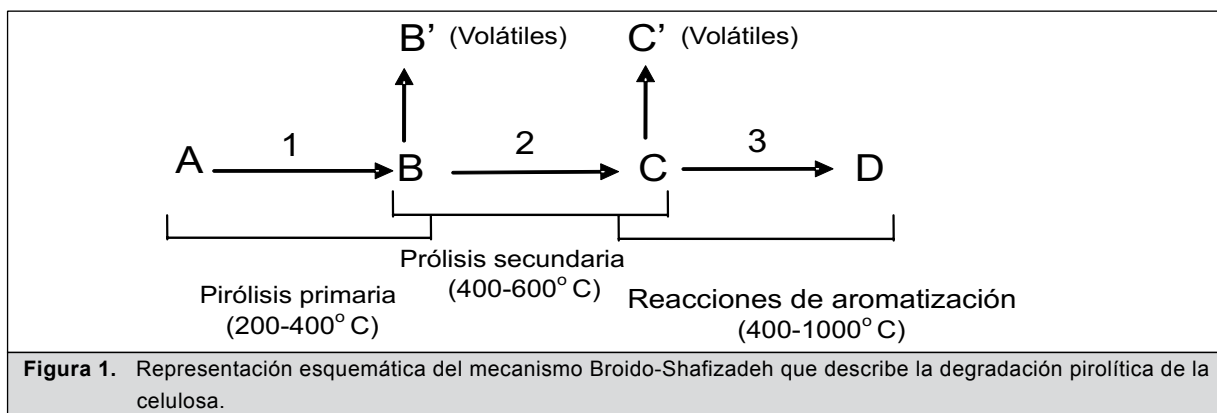 B’ (Volátiles) C’ (Volátiles)
1 2 3
A B C D
Prólisis secundaria
(400-600° C)
Pirólisis primaria
(200-400° C)
Reacciones de aromatización
(400-1000° C)
Figura 1. Representación esquemática del mecanismo Broido-Shafizadeh que describe la degradación pirolítica de la
celulosa.